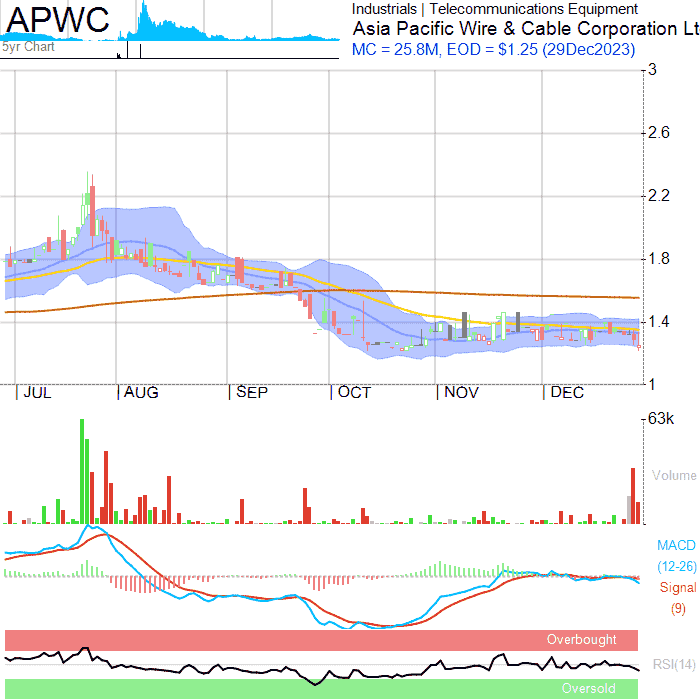 APWC
5yr Chart
Industrials | Telecommunications Equipment
Asia Pacific Wire & Cable Corporation Lt
MC = 25.8M, EOD = $1.25 (29Dec2023)
3
2.6
2.2
1.8
1.4
1
| JUL | AUG | SEP | OCT | NOV | DEC
63k
Volume
MACD
(12-26)
Signal
(9)
Overbought
RSI(14)
Oversold